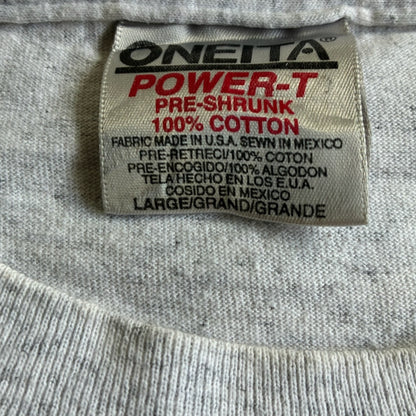 ONEITA®
POWER-T
PRE-SHRUNK
100% COTTON
FABRIC MADE IN U.S.A. SEWN IN MEXICO
PRE-RETRECI/100% COTON
PRE-ENCOGIDO/100% ALGODON
TELA HECHO EN LOS E.U.A.
COSIDO EN MEXICO
LARGE/GRAND/GRANDE